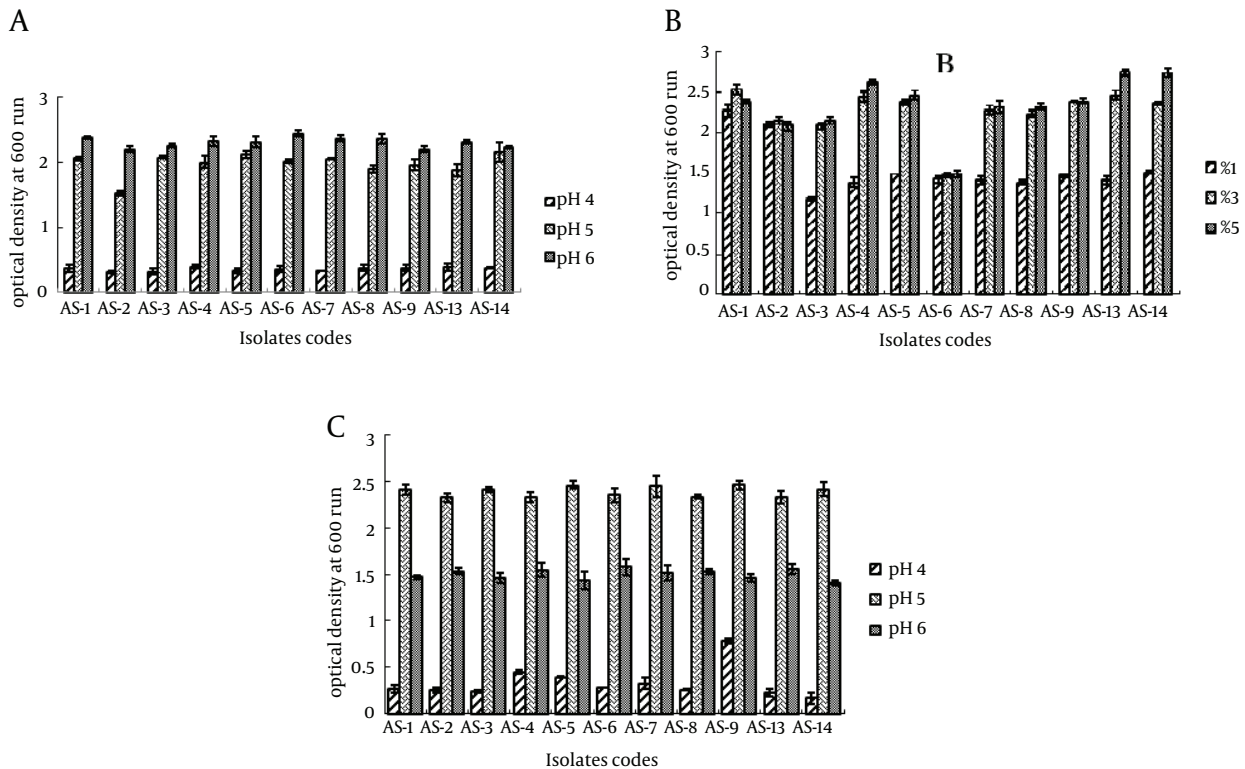 A
optical density at 600 run
3
2
1
0
AS-1 AS-2 AS-3 AS-4 AS-5 AS-6 AS-7 AS-8 AS-9 AS-13 AS-14
Isolates codes
pH 4
pH 5
pH 6
B
B
optical density at 600 run
3
2.5
2
1.5
1
0.5
0
AS-1 AS-2 AS-3 AS-4 AS-5 AS-6 AS-7 AS-8 AS-9 AS-13 AS-14
Isolates codes
%1
%3
%5
C
optical density at 600 run
3
2.5
2
1.5
1
0.5
0
AS-1 AS-2 AS-3 AS-4 AS-5 AS-6 AS-7 AS-8 AS-9 AS-13 AS-14
Isolates codes
pH 4
pH 5
pH 6